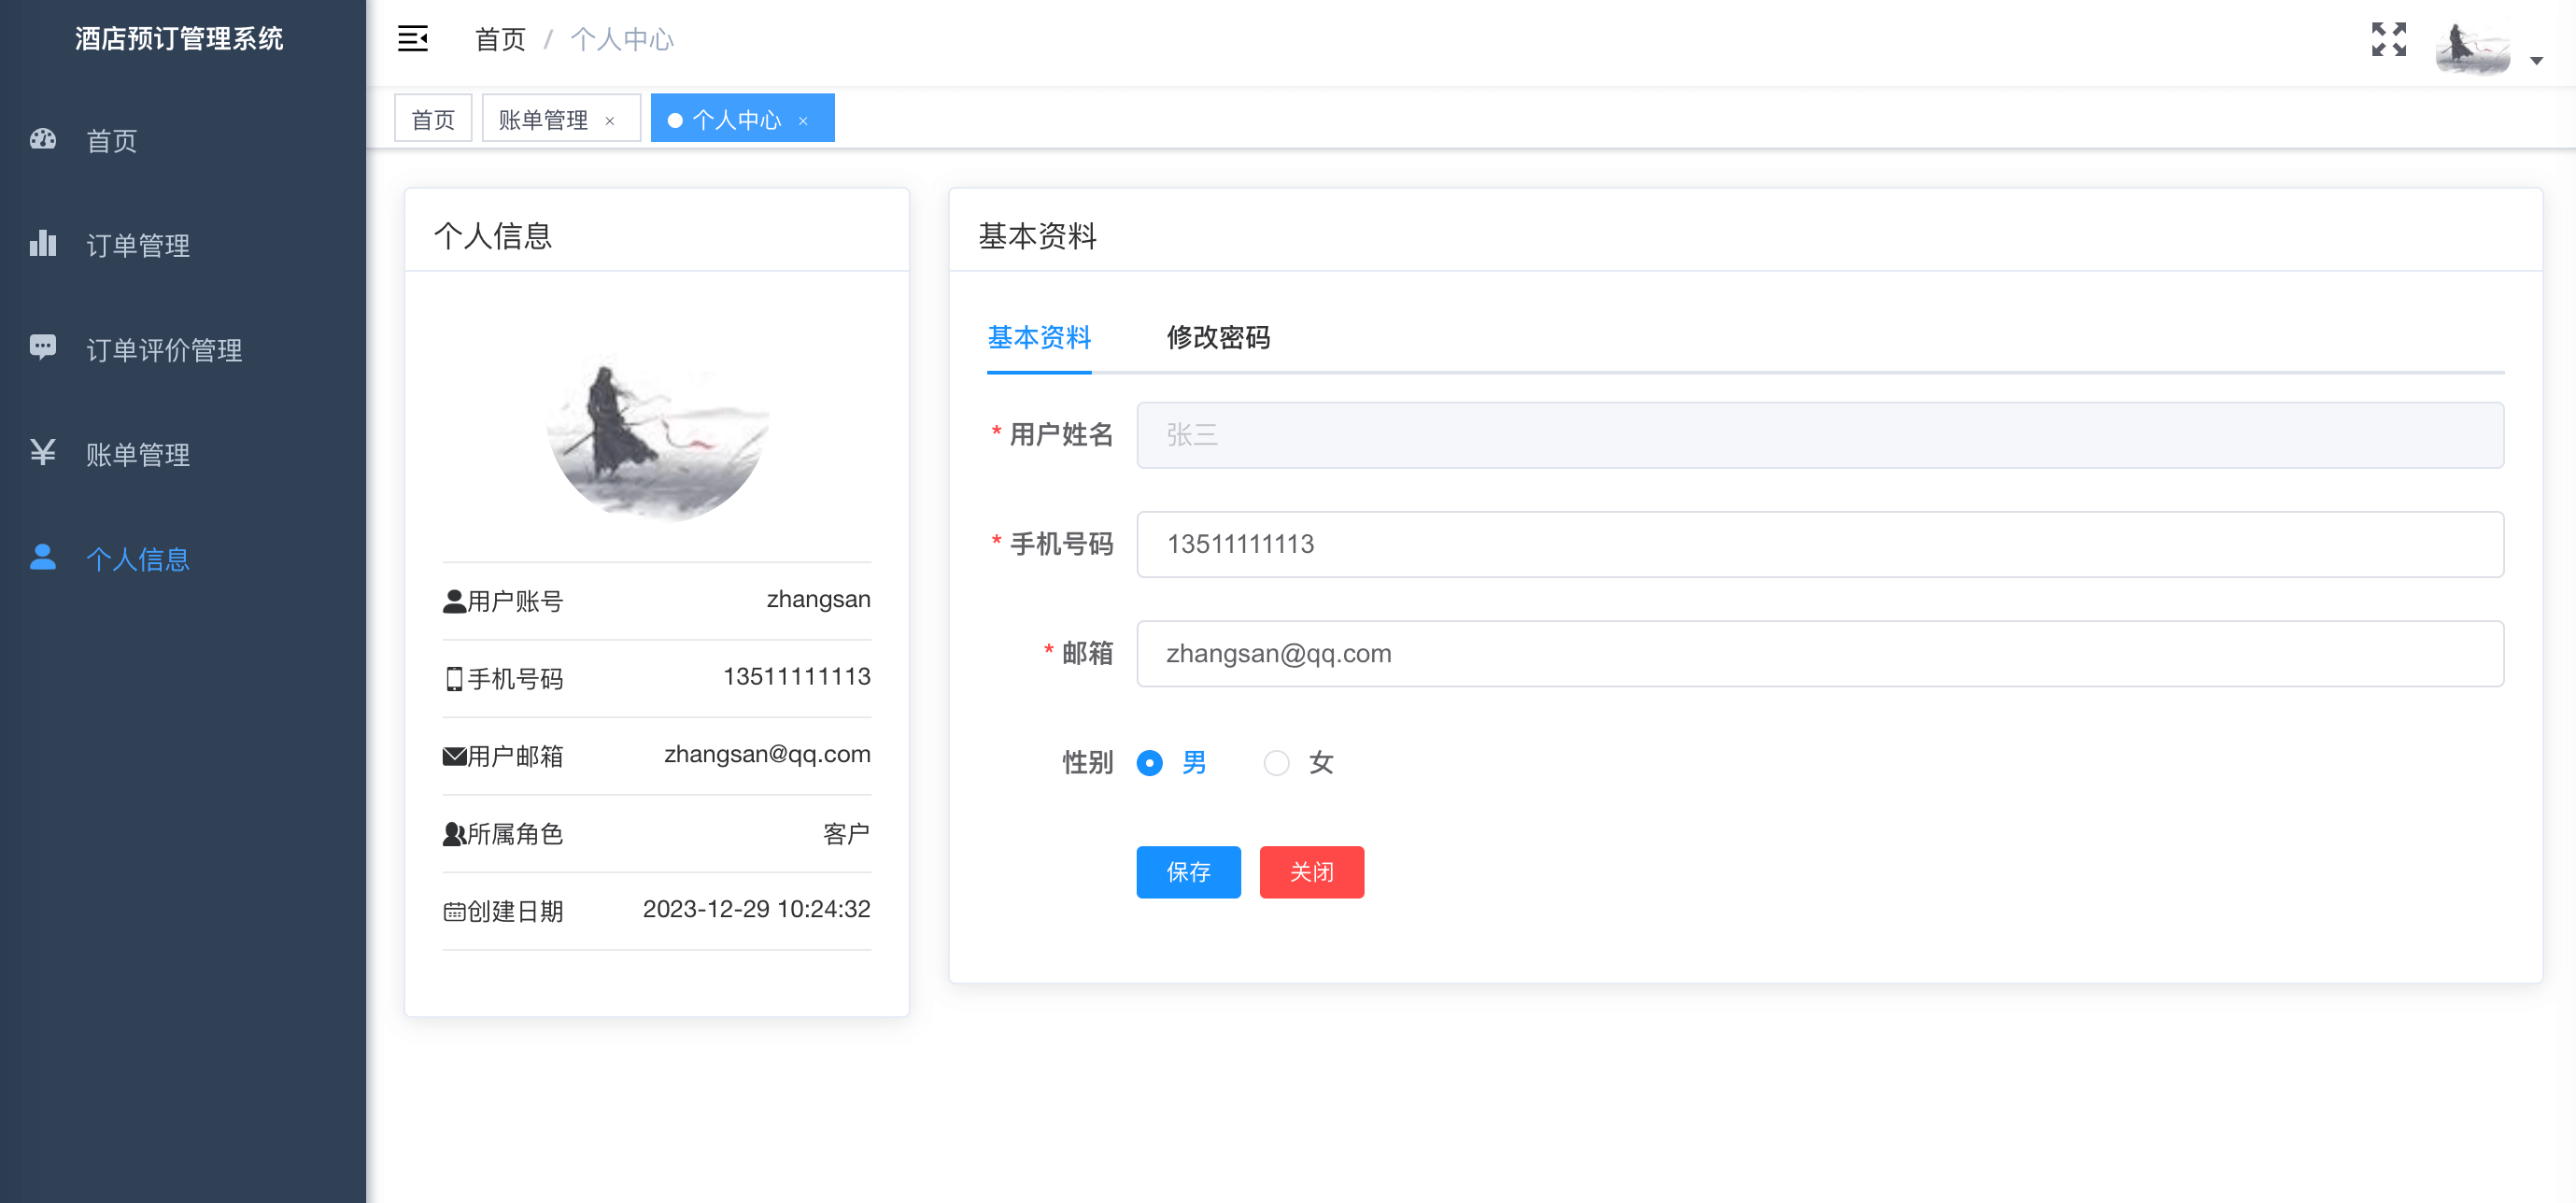 酒店预订管理系统
首页 / 个人中心
首页
订单管理
订单评价管理
账单管理
个人信息
首页 账单管理 × 个人中心 ×
个人信息
用户账号 zhangsan
手机号码 13511111113
用户邮箱 zhangsan@qq.com
所属角色 客户
创建日期 2023-12-29 10:24:32
基本资料
基本资料 修改密码
* 用户姓名 张三
* 手机号码 13511111113
* 邮箱 zhangsan@qq.com
性别 男 女
保存 关闭